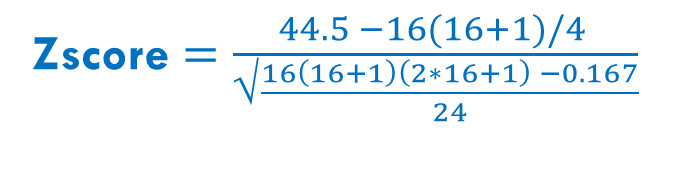 Zscore = 44.5 −16(16+1)/4
√16(16+1)(2∗16+1) −0.167
24